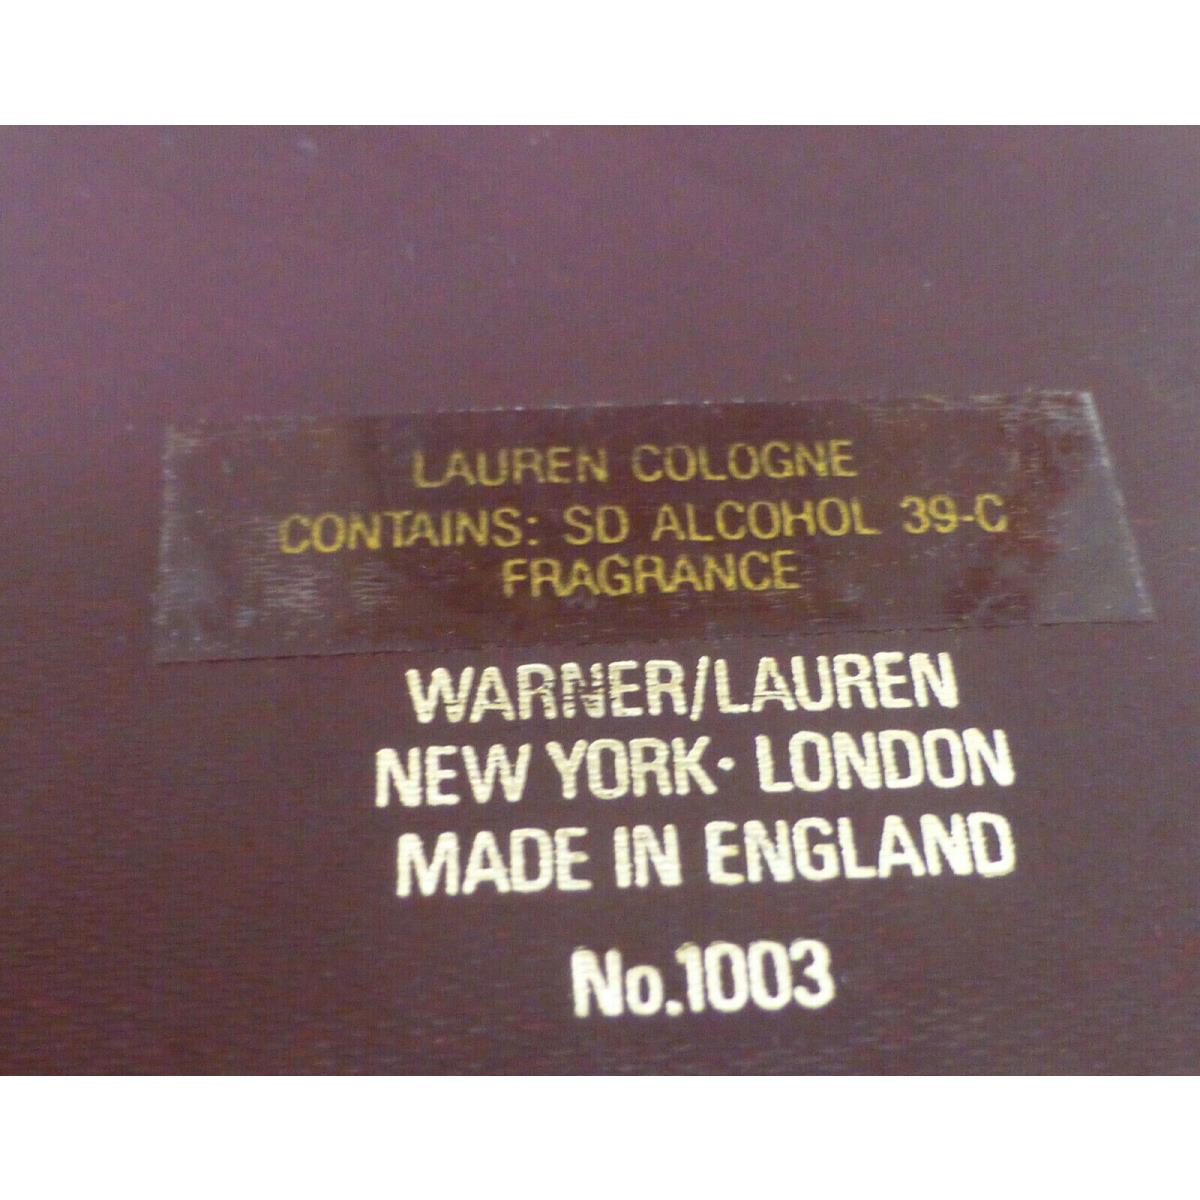 LAUREN COLOGNE
CONTAINS: SD ALCOHOL 39-C
FRAGRANCE
WARNER/LAUREN
NEW YORK· LONDON
MADE IN ENGLAND
No.1003